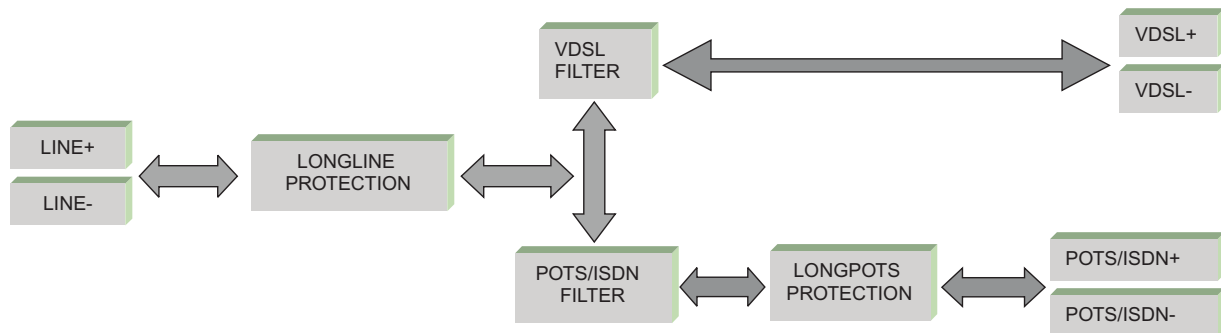 LINE+
LINE-
LONGLINE
PROTECTION
VDSL
FILTER
VDSL+
VDSL-
POTS/ISDN
FILTER
LONGPOTS
PROTECTION
POTS/ISDN+
POTS/ISDN-